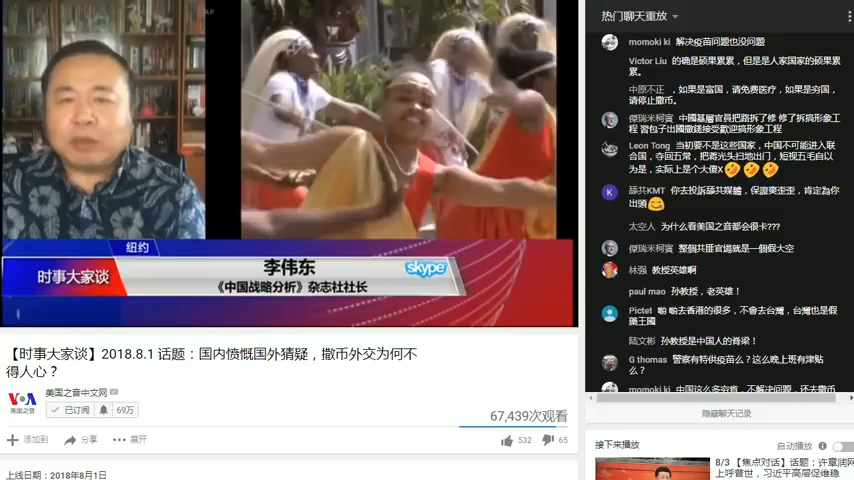 纽约
时事大家谈
李伟东
skype
《中国战略分析》杂志社社长
【时事大家谈】2018.8.1 话题：国内愤慨国外猜疑，撒币外交为何不
得人心？
VOA
美国之音
美国之音中文网
已订阅
69万
67,439次观看
添加到
分享
展开
532
65
上线日期：2018年8月1日
热门聊天重放
momoki ki 解决疫苗问题也没问题
Victor Liu 的确是硕果累累，但是是人家国家的硕果累
累。
中原不正 ，如果是富国，请免费医疗，如果是穷国，
请停止撒币。
傑瑞米柯賓 中國基層官員把路拆了修 修了拆搞形象工
程 習包子出國撒錢接受歡迎搞形象工程
Leon Tong 当初要不是这些国家，中国不可能进入联
合国，夺回五常，把蒋光头扫地出门，短视五毛自以
为是，实际上是个大傻X🤣🤣🤣
K
舔共KMT 你去投訴舔共媒體，保證爽歪歪，肯定為你
出頭😋
太空人 为什么看美国之音都会很卡???
傑瑞米柯賓 整個共匪官場就是一個假大空
林强 教授英雄啊
paul mao 孙教授，老英雄！
Pictet 啪 啪去香港的很多，不會去台灣，台灣也是假
藥王國
陆文彬 孙教授是中国人的脊梁！
G thomas 警察有特供疫苗么？这么晚上班有津贴
么？
momoki ki 中国这么多穷肯，不解决问题，还去撒币
隐藏聊天记录
接下来播放
自动播放
8/3 【焦点对话】话题：许章润网
上呼普世，习近平高层促维稳